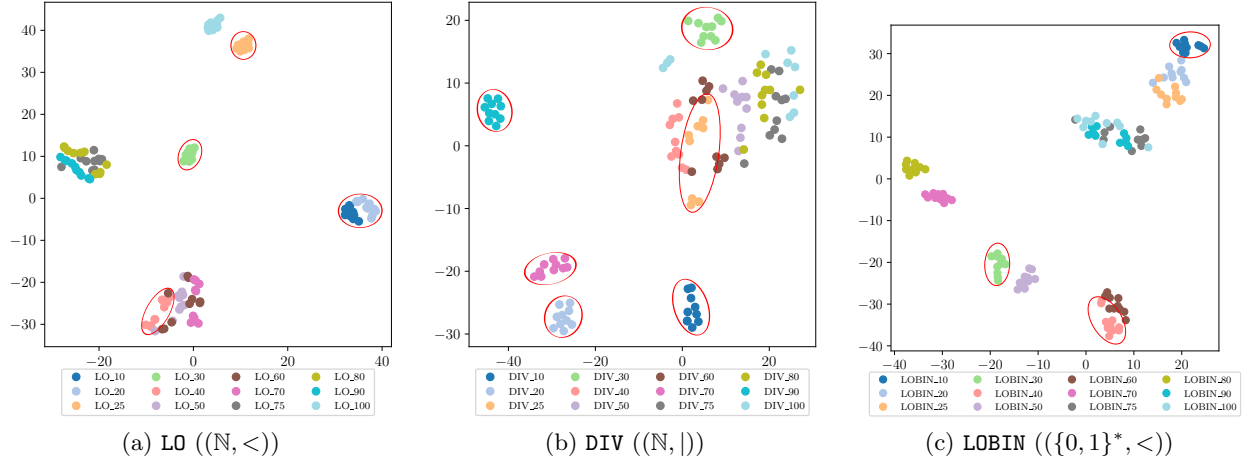 40
30
20
10
0
−10
−20
−30
−20
0
20
40
LO_10
LO_20
LO_25
LO_30
LO_40
LO_50
LO_60
LO_70
LO_75
LO_80
LO_90
LO_100
(a) LO ((ℕ, <))
20
10
0
−10
−20
−30
−40
−20
0
20
DIV_10
DIV_20
DIV_25
DIV_30
DIV_40
DIV_50
DIV_60
DIV_70
DIV_75
DIV_80
DIV_90
DIV_100
(b) DIV ((ℕ, |))
30
20
10
0
−10
−20
−30
−40
−40
−30
−20
−10
0
10
20
LOBIN_10
LOBIN_20
LOBIN_25
LOBIN_30
LOBIN_40
LOBIN_50
LOBIN_60
LOBIN_70
LOBIN_75
LOBIN_80
LOBIN_90
LOBIN_100
(c) LOBIN (({0, 1}*, <))